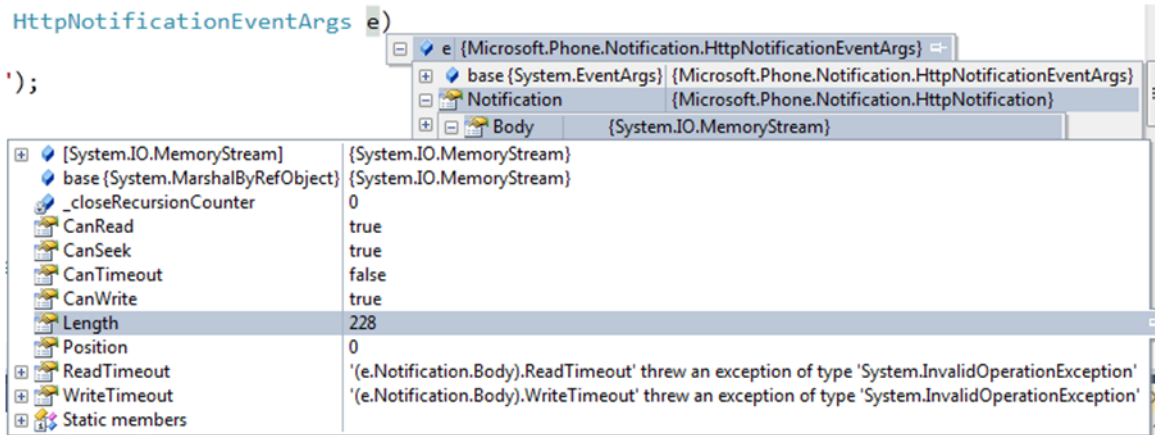 HttpNotificationEventArgs e)
e {Microsoft.Phone.Notification.HttpNotificationEventArgs}
');
base {System.EventArgs} {Microsoft.Phone.Notification.HttpNotificationEventArgs}
Notification {Microsoft.Phone.Notification.HttpNotification}
Body {System.IO.MemoryStream}
[System.IO.MemoryStream] {System.IO.MemoryStream}
base {System.MarshalByRefObject} {System.IO.MemoryStream}
_closeRecursionCounter 0
CanRead true
CanSeek true
CanTimeout false
CanWrite true
Length 228
Position 0
ReadTimeout '(e.Notification.Body).ReadTimeout' threw an exception of type 'System.InvalidOperationException'
WriteTimeout '(e.Notification.Body).WriteTimeout' threw an exception of type 'System.InvalidOperationException'
Static members